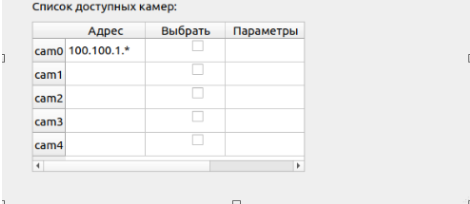 Список доступных камер:
Адрес Выбрать Параметры
cam0 100.100.1.*
cam1
cam2
cam3
cam4